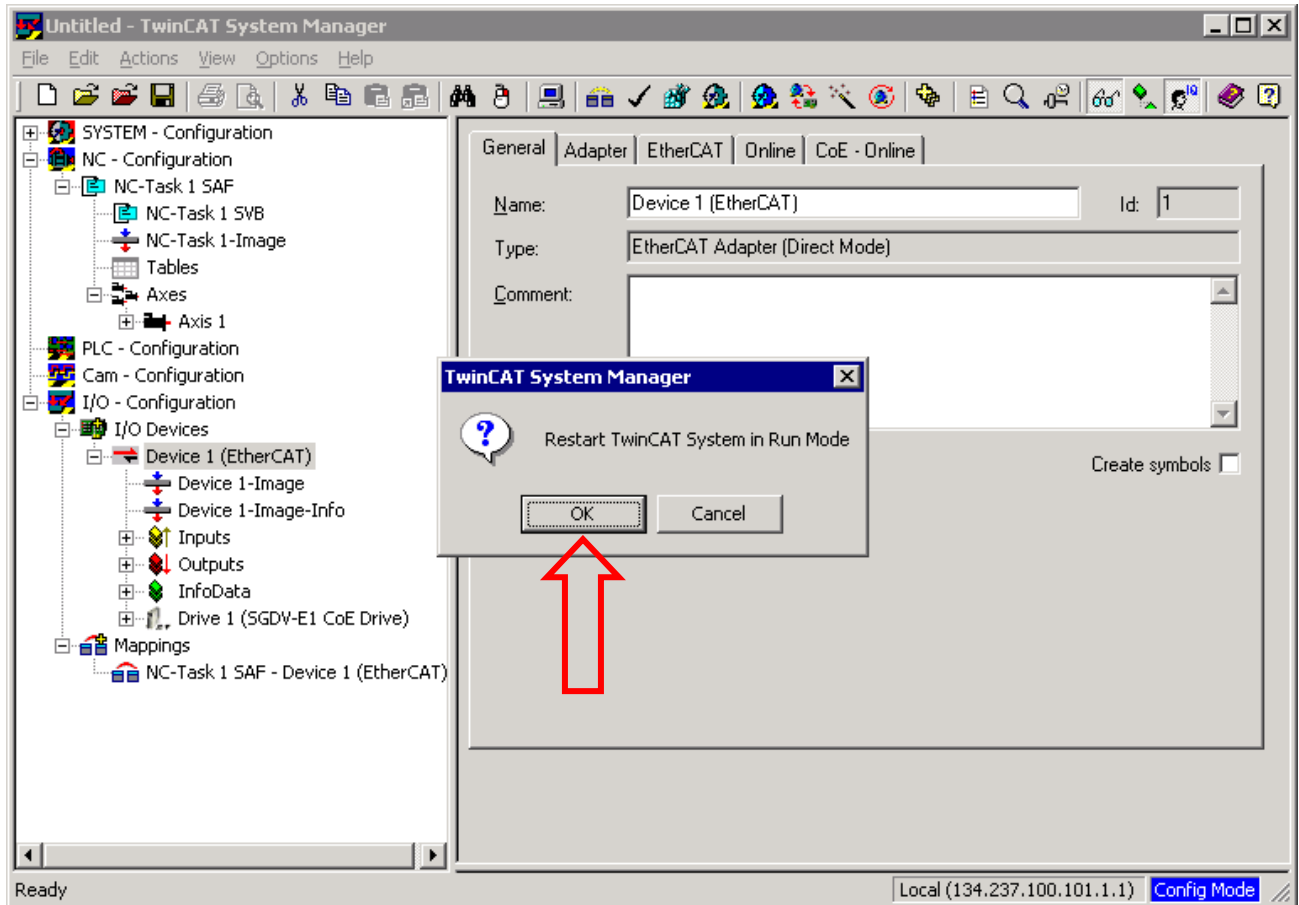 Untitled - TwinCAT System Manager
File Edit Actions View Options Help
SYSTEM - Configuration
NC - Configuration
NC-Task 1 SAF
NC-Task 1 SVB
NC-Task 1-Image
Tables
Axes
Axis 1
PLC - Configuration
Cam - Configuration
I/O - Configuration
I/O Devices
Device 1 (EtherCAT)
Device 1-Image
Device 1-Image-Info
Inputs
Outputs
InfoData
Drive 1 (SGDV-E1 CoE Drive)
Mappings
NC-Task 1 SAF - Device 1 (EtherCAT)
General Adapter EtherCAT Online CoE - Online
Name: Device 1 (EtherCAT) Id: 1
Type: EtherCAT Adapter (Direct Mode)
Comment:
Create symbols
TwinCAT System Manager
Restart TwinCAT System in Run Mode
OK Cancel
Ready Local (134.237.100.101.1.1) Config Mode